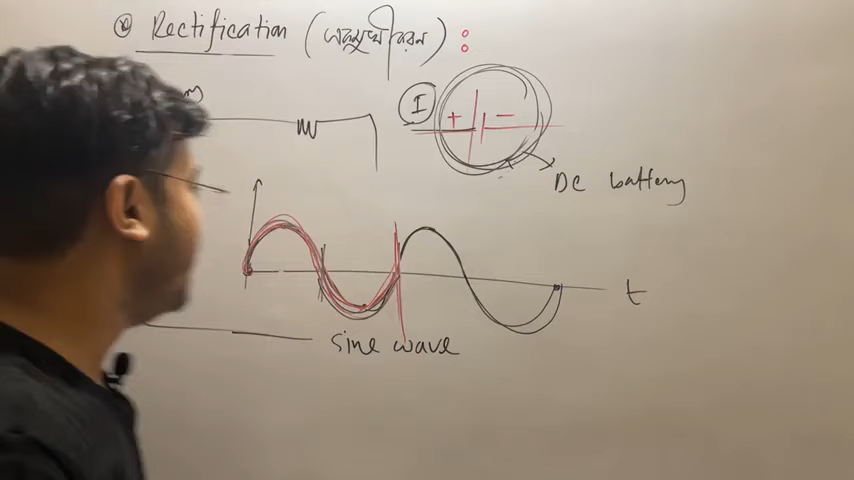 Rectification (একমুখীকরণ) :
I + -
DC battery
t
sine wave